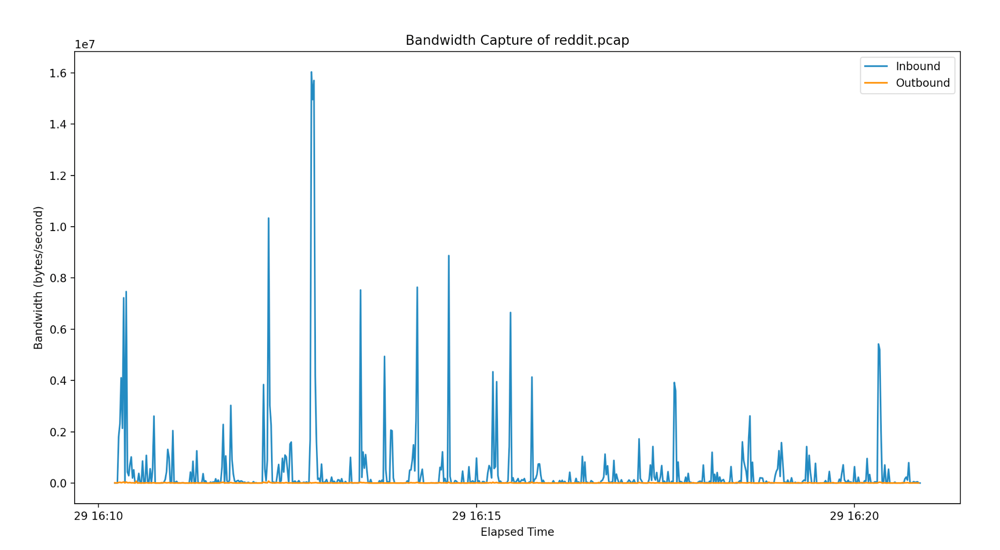 Bandwidth Capture of reddit.pcap
1e7
Inbound
Outbound
1.6
1.4
1.2
1.0
0.8
0.6
0.4
0.2
0.0
Bandwidth (bytes/second)
29 16:10
29 16:15
29 16:20
Elapsed Time